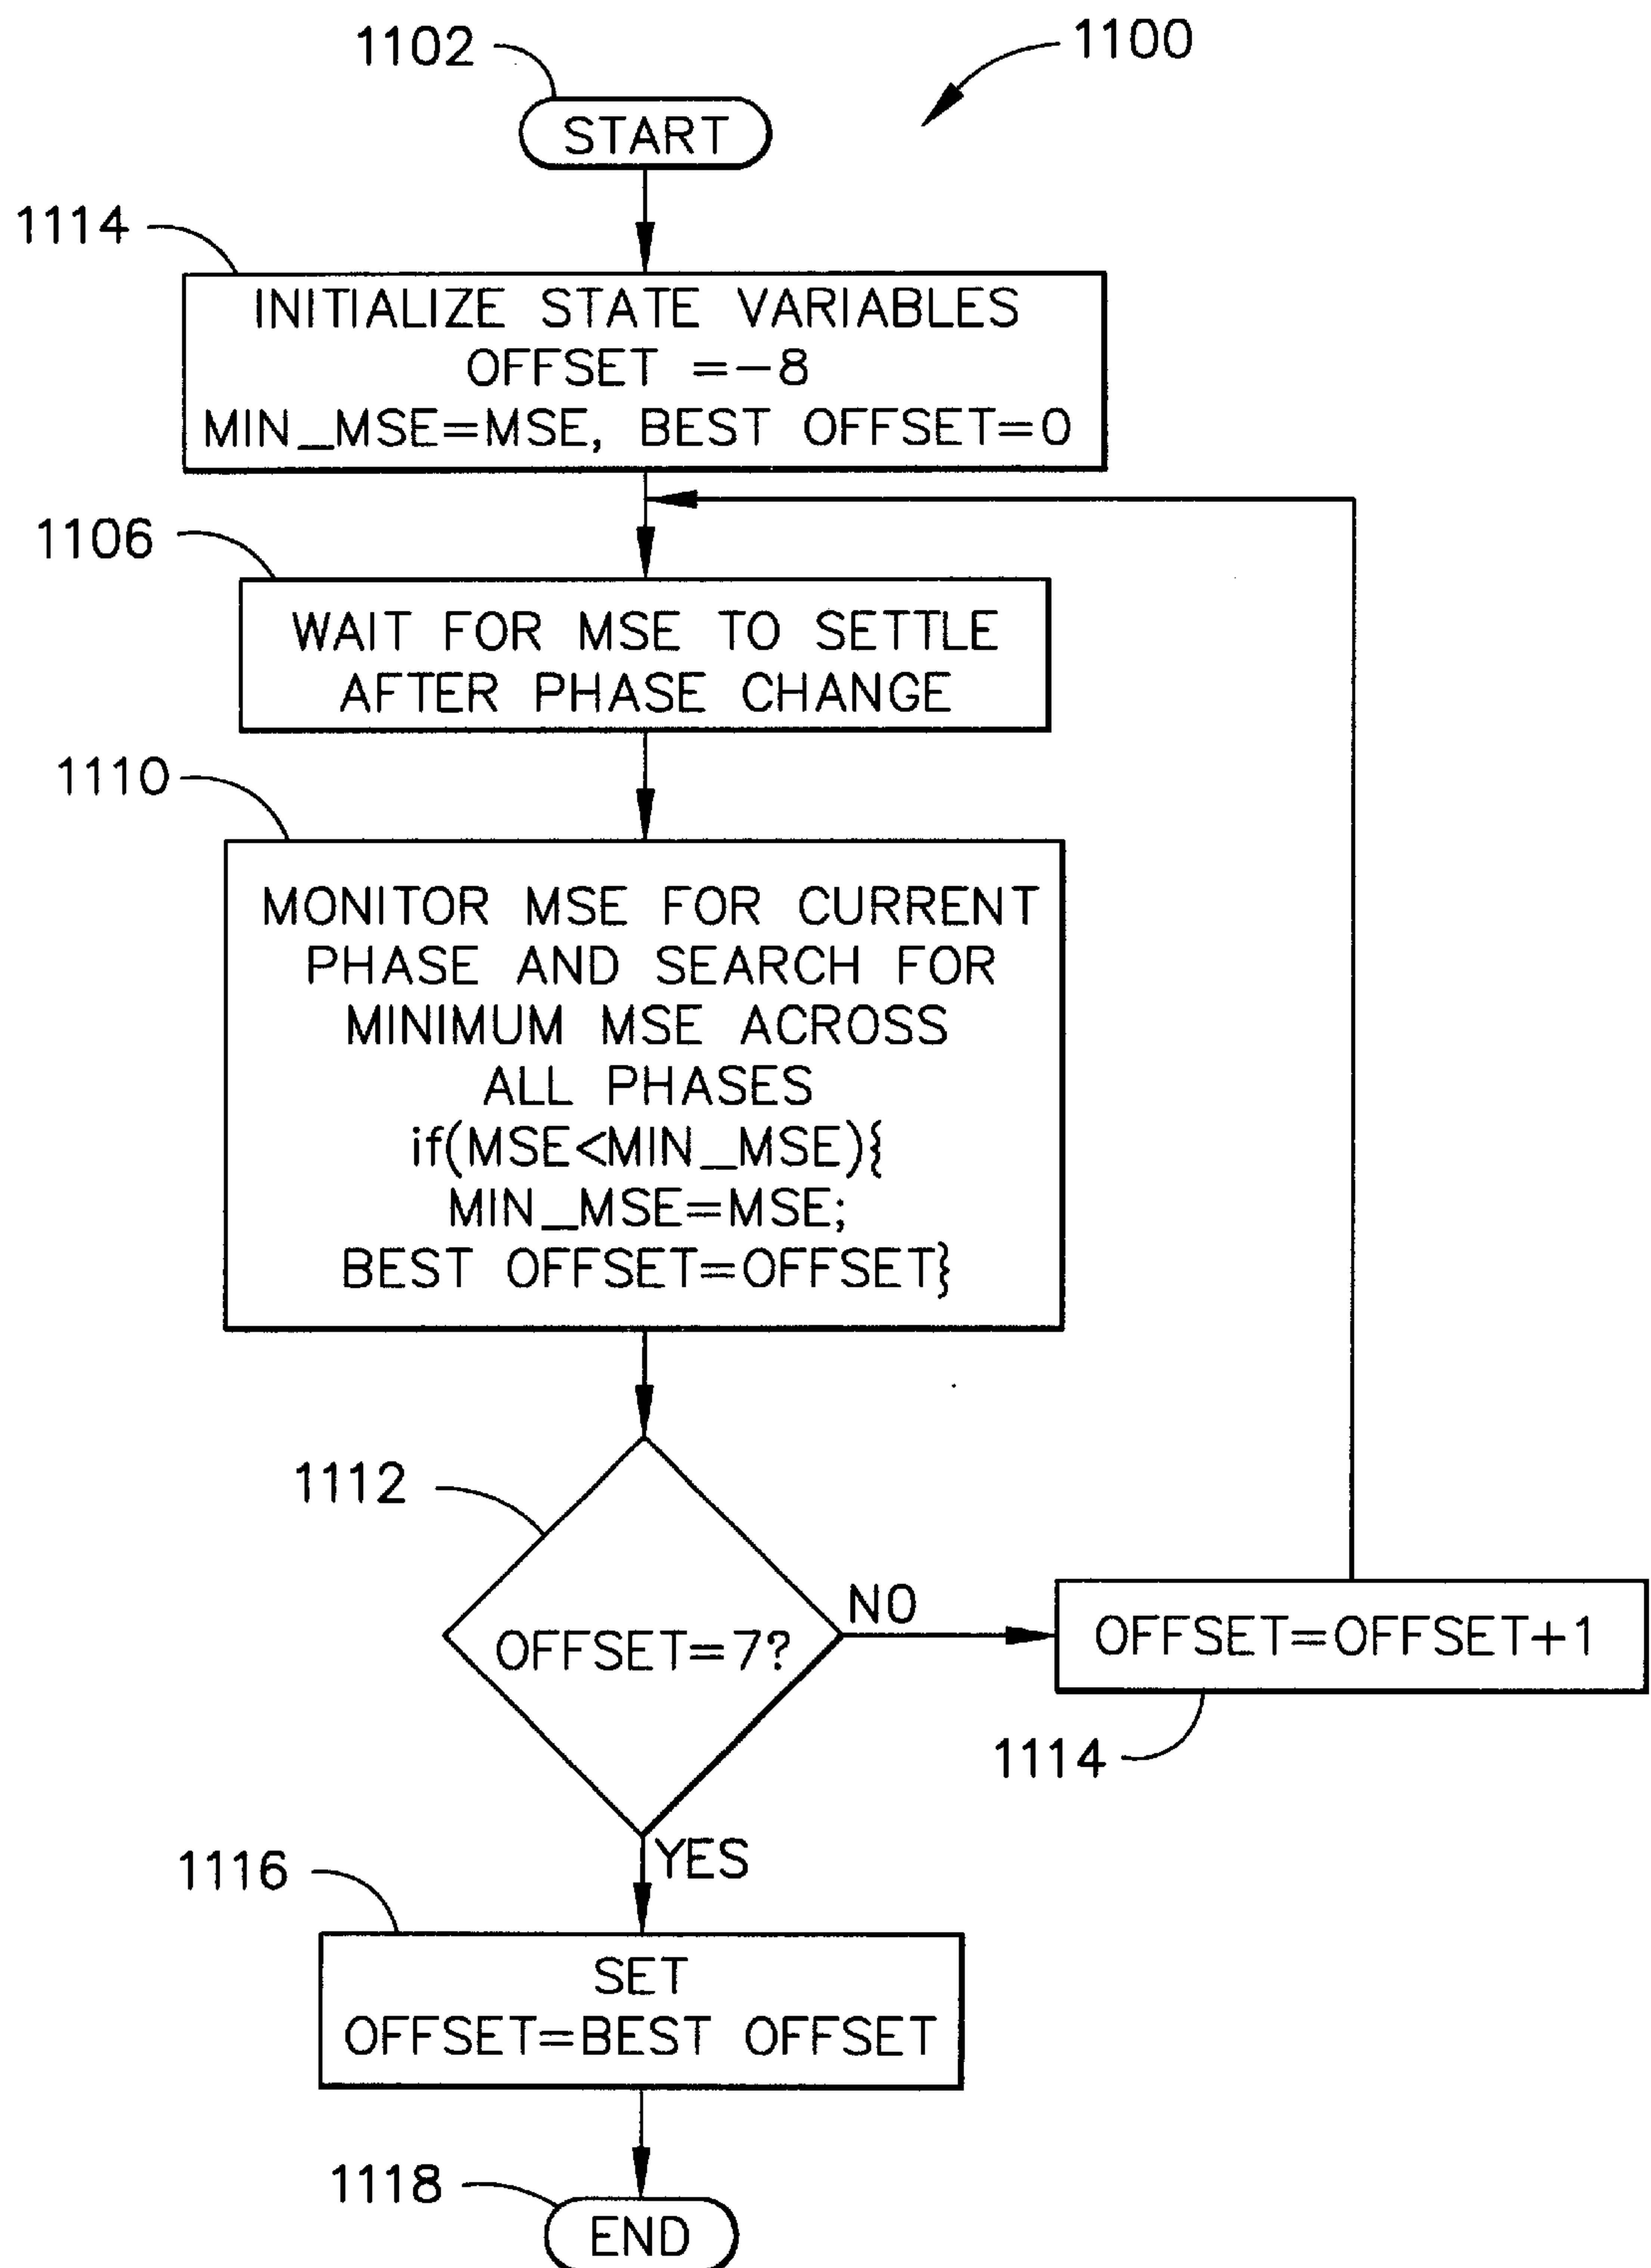 1102
1100
START
1114
INITIALIZE STATE VARIABLES
OFFSET =-8
MIN_MSE=MSE, BEST OFFSET=0
1106
WAIT FOR MSE TO SETTLE
AFTER PHASE CHANGE
1110
MONITOR MSE FOR CURRENT
PHASE AND SEARCH FOR
MINIMUM MSE ACROSS
ALL PHASES
if(MSE<MIN_MSE){
MIN_MSE=MSE;
BEST OFFSET=OFFSET}
1112
OFFSET=7?
NO
OFFSET=OFFSET+1
1114
YES
1116
SET
OFFSET=BEST OFFSET
1118
END